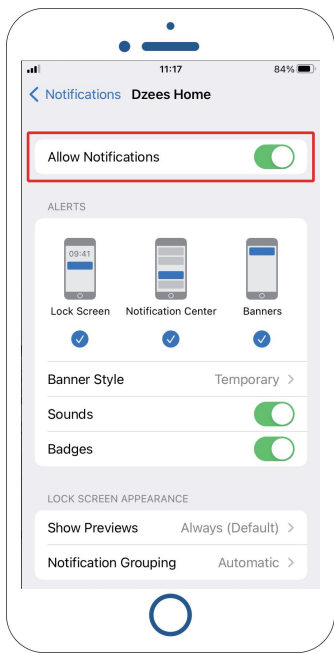 11:17 84%
Notifications Dzees Home
Allow Notifications
ALERTS
09:41
Lock Screen Notification Center Banners
Banner Style Temporary
Sounds
Badges
LOCK SCREEN APPEARANCE
Show Previews Always (Default)
Notification Grouping Automatic